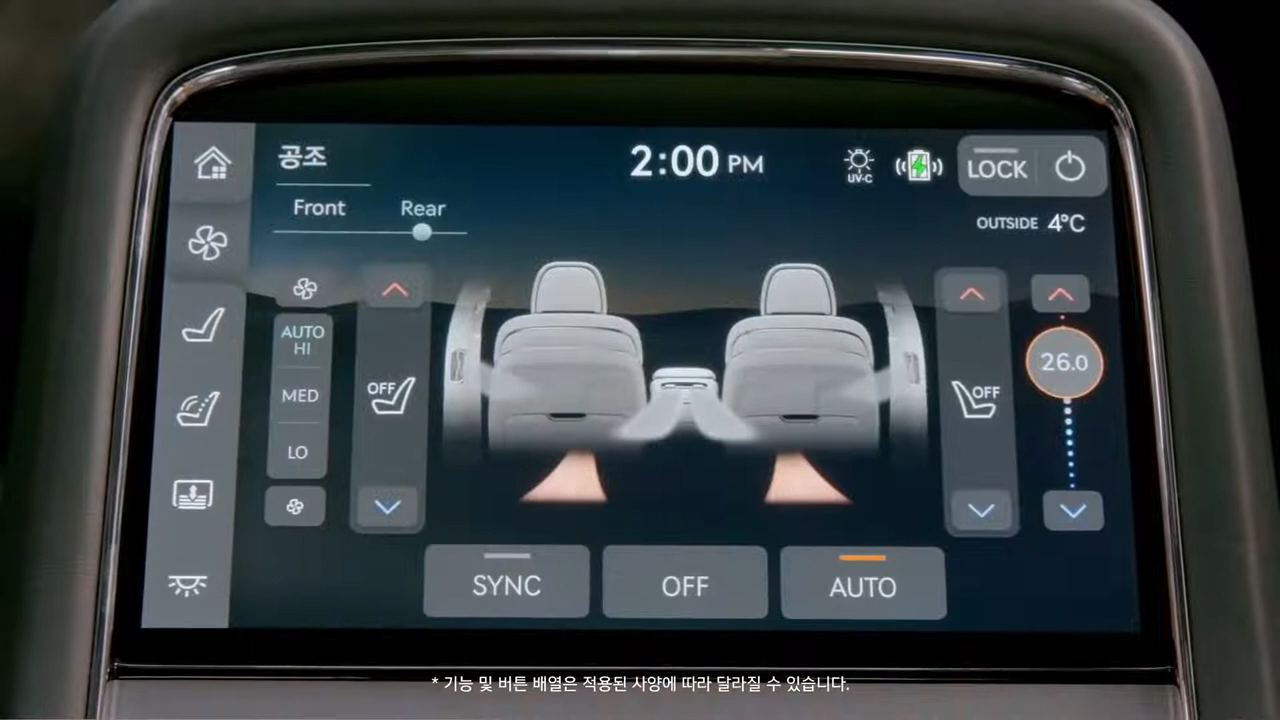 공조
2:00 PM
UV-C
LOCK
Front Rear
OUTSIDE 4°C
AUTO
HI
MED
LO
OFF
OFF
26.0
SYNC
OFF
AUTO
* 기능 및 버튼 배열은 적용된 사양에 따라 달라질 수 있습니다.